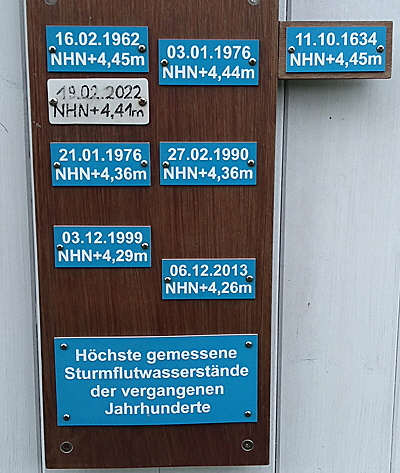 16.02.1962
NHN+4,45m
03.01.1976
NHN+4,44m
11.10.1634
NHN+4,45m
19.02.2022
NHN+4,41m
21.01.1976
NHN+4,36m
27.02.1990
NHN+4,36m
03.12.1999
NHN+4,29m
06.12.2013
NHN+4,26m
Höchste gemessene
Sturmflutwasserstände
der vergangenen
Jahrhunderte